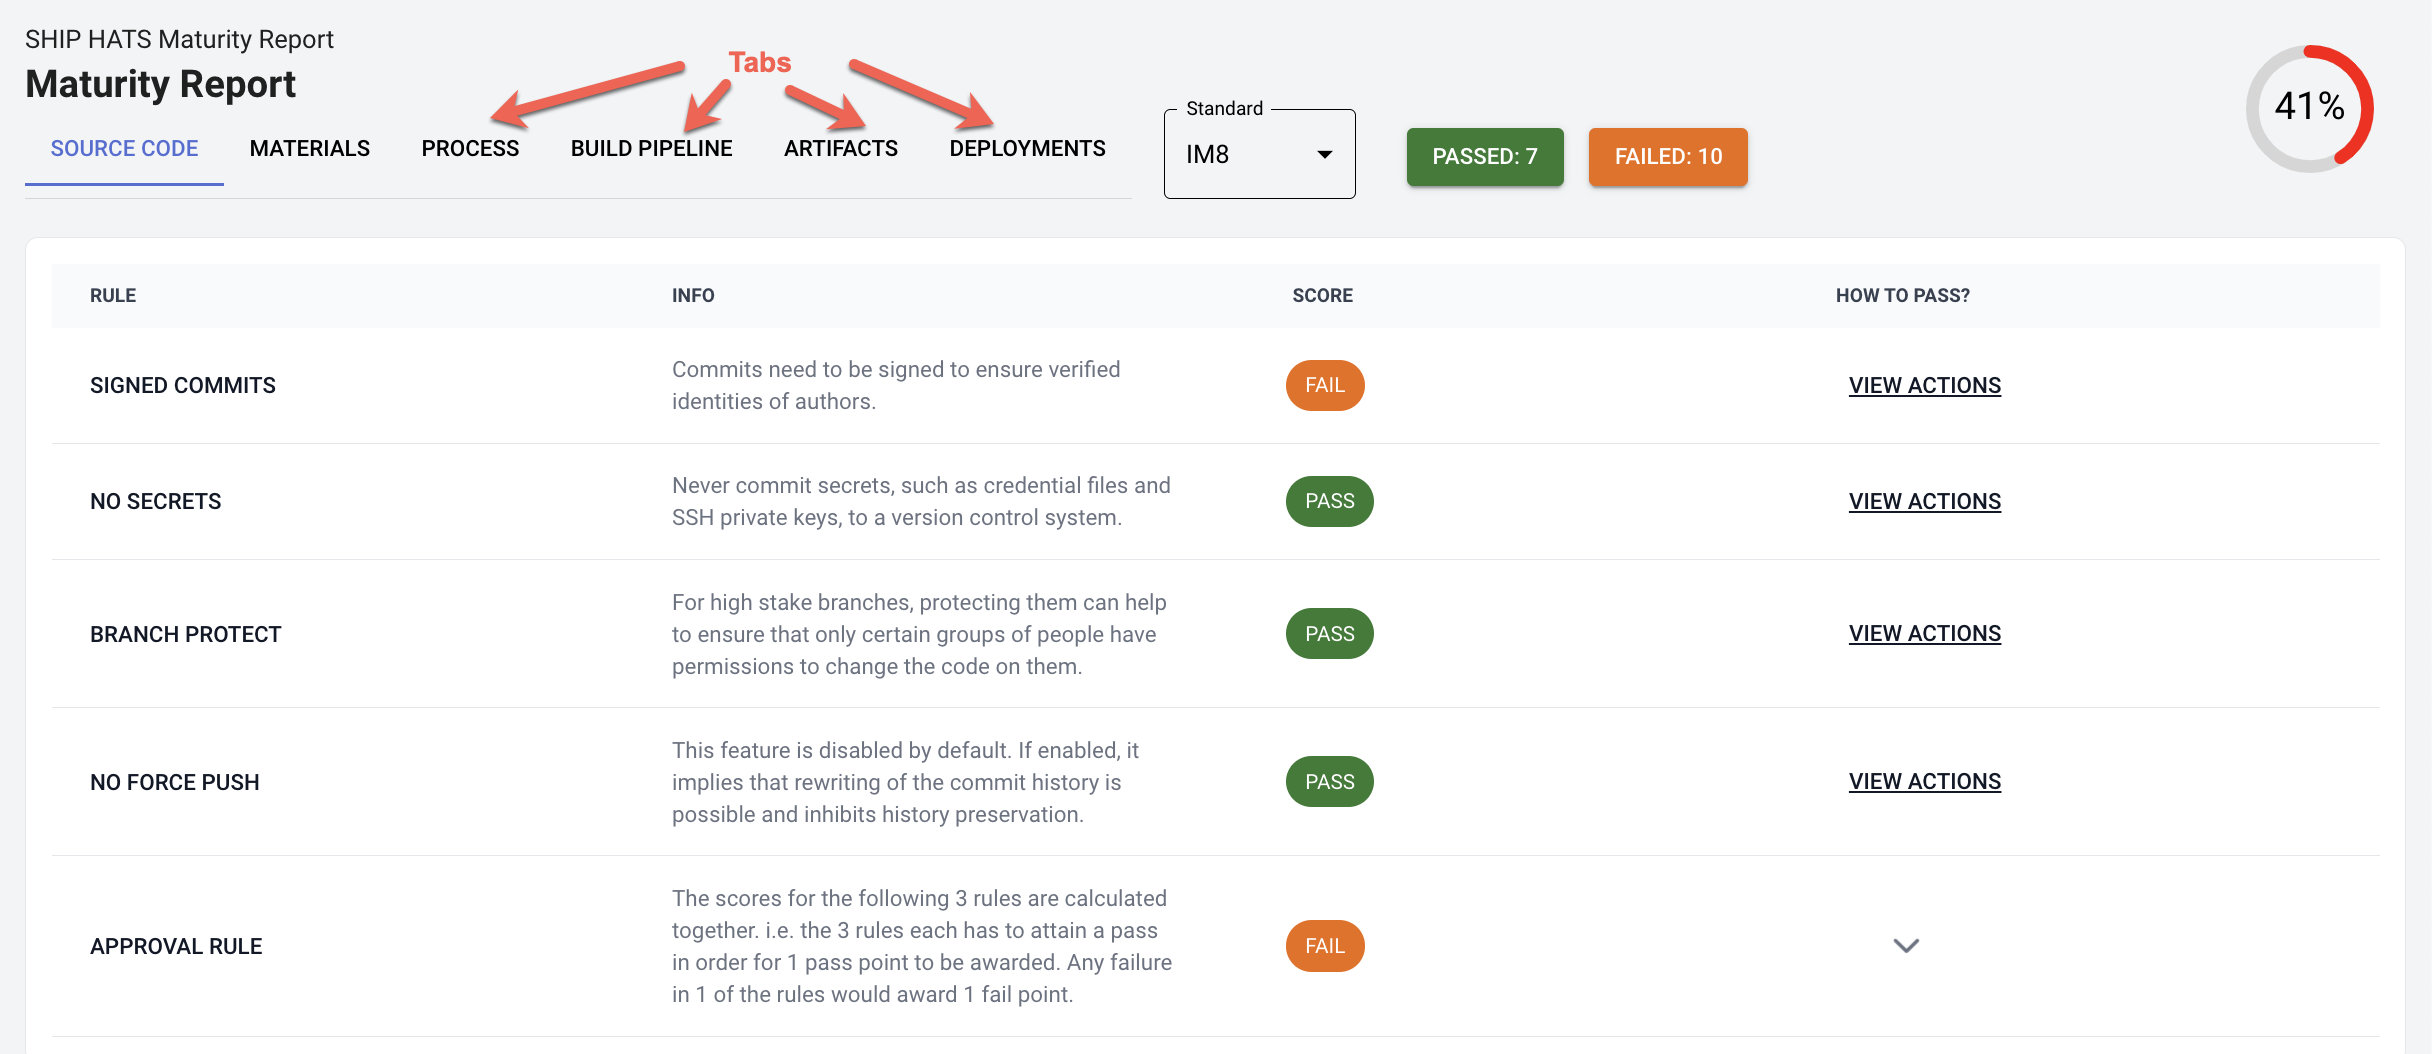 SHIP HATS Maturity Report
Maturity Report
Tabs
SOURCE CODE MATERIALS PROCESS BUILD PIPELINE ARTIFACTS DEPLOYMENTS
Standard
IM8
PASSED: 7
FAILED: 10
41%
RULE INFO SCORE HOW TO PASS?
SIGNED COMMITS
Commits need to be signed to ensure verified
identities of authors.
FAIL
VIEW ACTIONS
NO SECRETS
Never commit secrets, such as credential files and
SSH private keys, to a version control system.
PASS
VIEW ACTIONS
BRANCH PROTECT
For high stake branches, protecting them can help
to ensure that only certain groups of people have
permissions to change the code on them.
PASS
VIEW ACTIONS
NO FORCE PUSH
This feature is disabled by default. If enabled, it
implies that rewriting of the commit history is
possible and inhibits history preservation.
PASS
VIEW ACTIONS
APPROVAL RULE
The scores for the following 3 rules are calculated
together. i.e. the 3 rules each has to attain a pass
in order for 1 pass point to be awarded. Any failure
in 1 of the rules would award 1 fail point.
FAIL